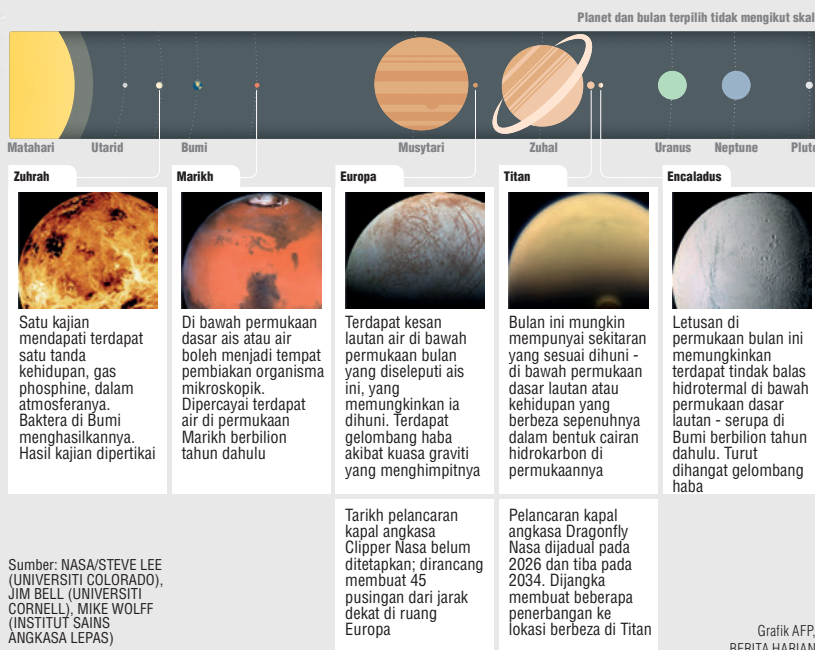 Planet dan bulan terpilih tidak mengikut skal
Matahari
Utarid
Bumi
Musytari
Zuhal
Uranus
Neptune
Plut
Zuhrah
Satu kajian
mendapati terdapat
satu tanda
kehidupan, gas
phosphine, dalam
atmosferanya.
Baktera di Bumi
menghasilkannya.
Hasil kajian dipertikai
Marikh
Di bawah permukaan
dasar ais atau air
boleh menjadi tempat
pembiakan organisma
mikroskopik.
Dipercayai terdapat
air di permukaan
Marikh berbilion
tahun dahulu
Europa
Terdapat kesan
lautan air di bawah
permukaan bulan
yang diseluputi ais
ini, yang
memungkinkan ia
dihuni. Terdapat
gelombang haba
akibat kuasa graviti
yang menghimpitnya
Tarikh pelancaran
kapal angkasa
Clipper Nasa belum
ditetapkan; dirancang
membuat 45
pusingan dari jarak
dekat di ruang
Europa
Titan
Bulan ini mungkin
mempunyai sekitaran
yang sesuai dihuni -
di bawah permukaan
dasar lautan atau
kehidupan yang
berbeza sepenuhnya
dalam bentuk cairan
hidrokarbon di
permukaannya
Pelancaran kapal
angkasa Dragonfly
Nasa dijadual pada
2026 dan tiba pada
2034. Dijangka
membuat beberapa
penerbangan ke
lokasi berbeza di Titan
Encaladus
Letusan di
permukaan bulan ini
memungkinkan
terdapat tindak balas
hidrotermal di bawah
permukaan dasar
lautan - serupa di
Bumi berbilion tahun
dahulu. Turut
dihangat gelombang
haba
Sumber: NASA/STEVE LEE
(UNIVERSITI COLORADO),
JIM BELL (UNIVERSITI
CORNELL), MIKE WOLFF
(INSTITUT SAINS
ANGKASA LEPAS)
Grafik AFP,
BERITA HARIAN